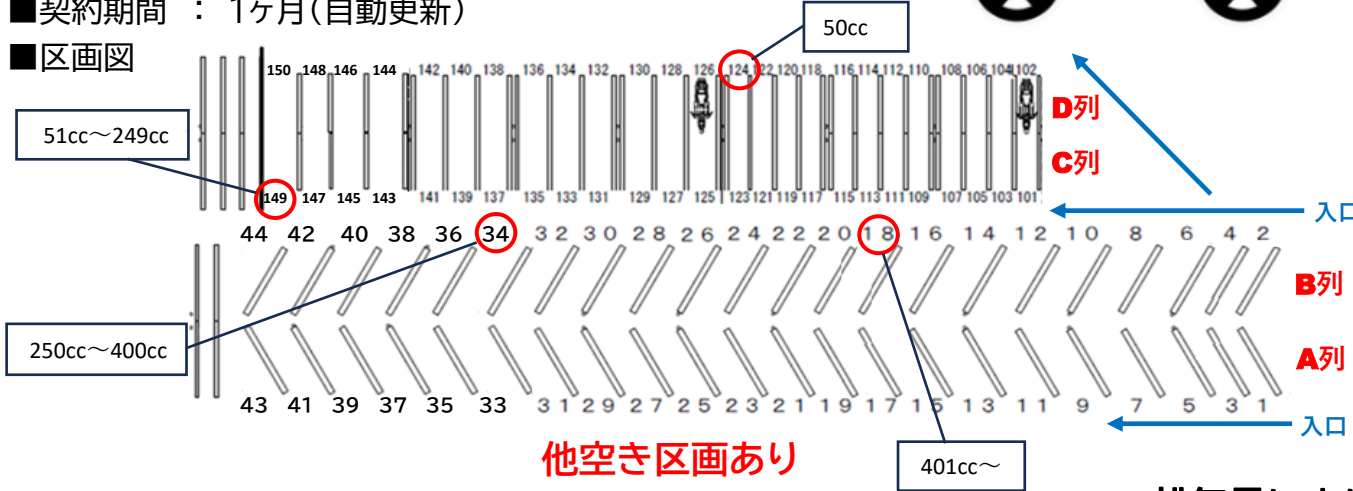 ■契約期間 ： 1ヶ月(自動更新)
50cc
■区画図
150 148 146 144 142 140 138 136 134 132 130 128 126 124 122 120 118 116 114 112 110 108 106 104 102
D列
51cc～249cc
C列
149 147 145 143 141 139 137 135 133 131 129 127 125 123 121 119 117 115 113 111 109 107 105 103 101
入口
44 42 40 38 36 34 32 30 28 26 24 22 20 18 16 14 12 10 8 6 4 2
B列
250cc～400cc
A列
43 41 39 37 35 33 31 29 27 25 23 21 19 17 15 13 11 9 7 5 3 1
入口
他空き区画あり
401cc～